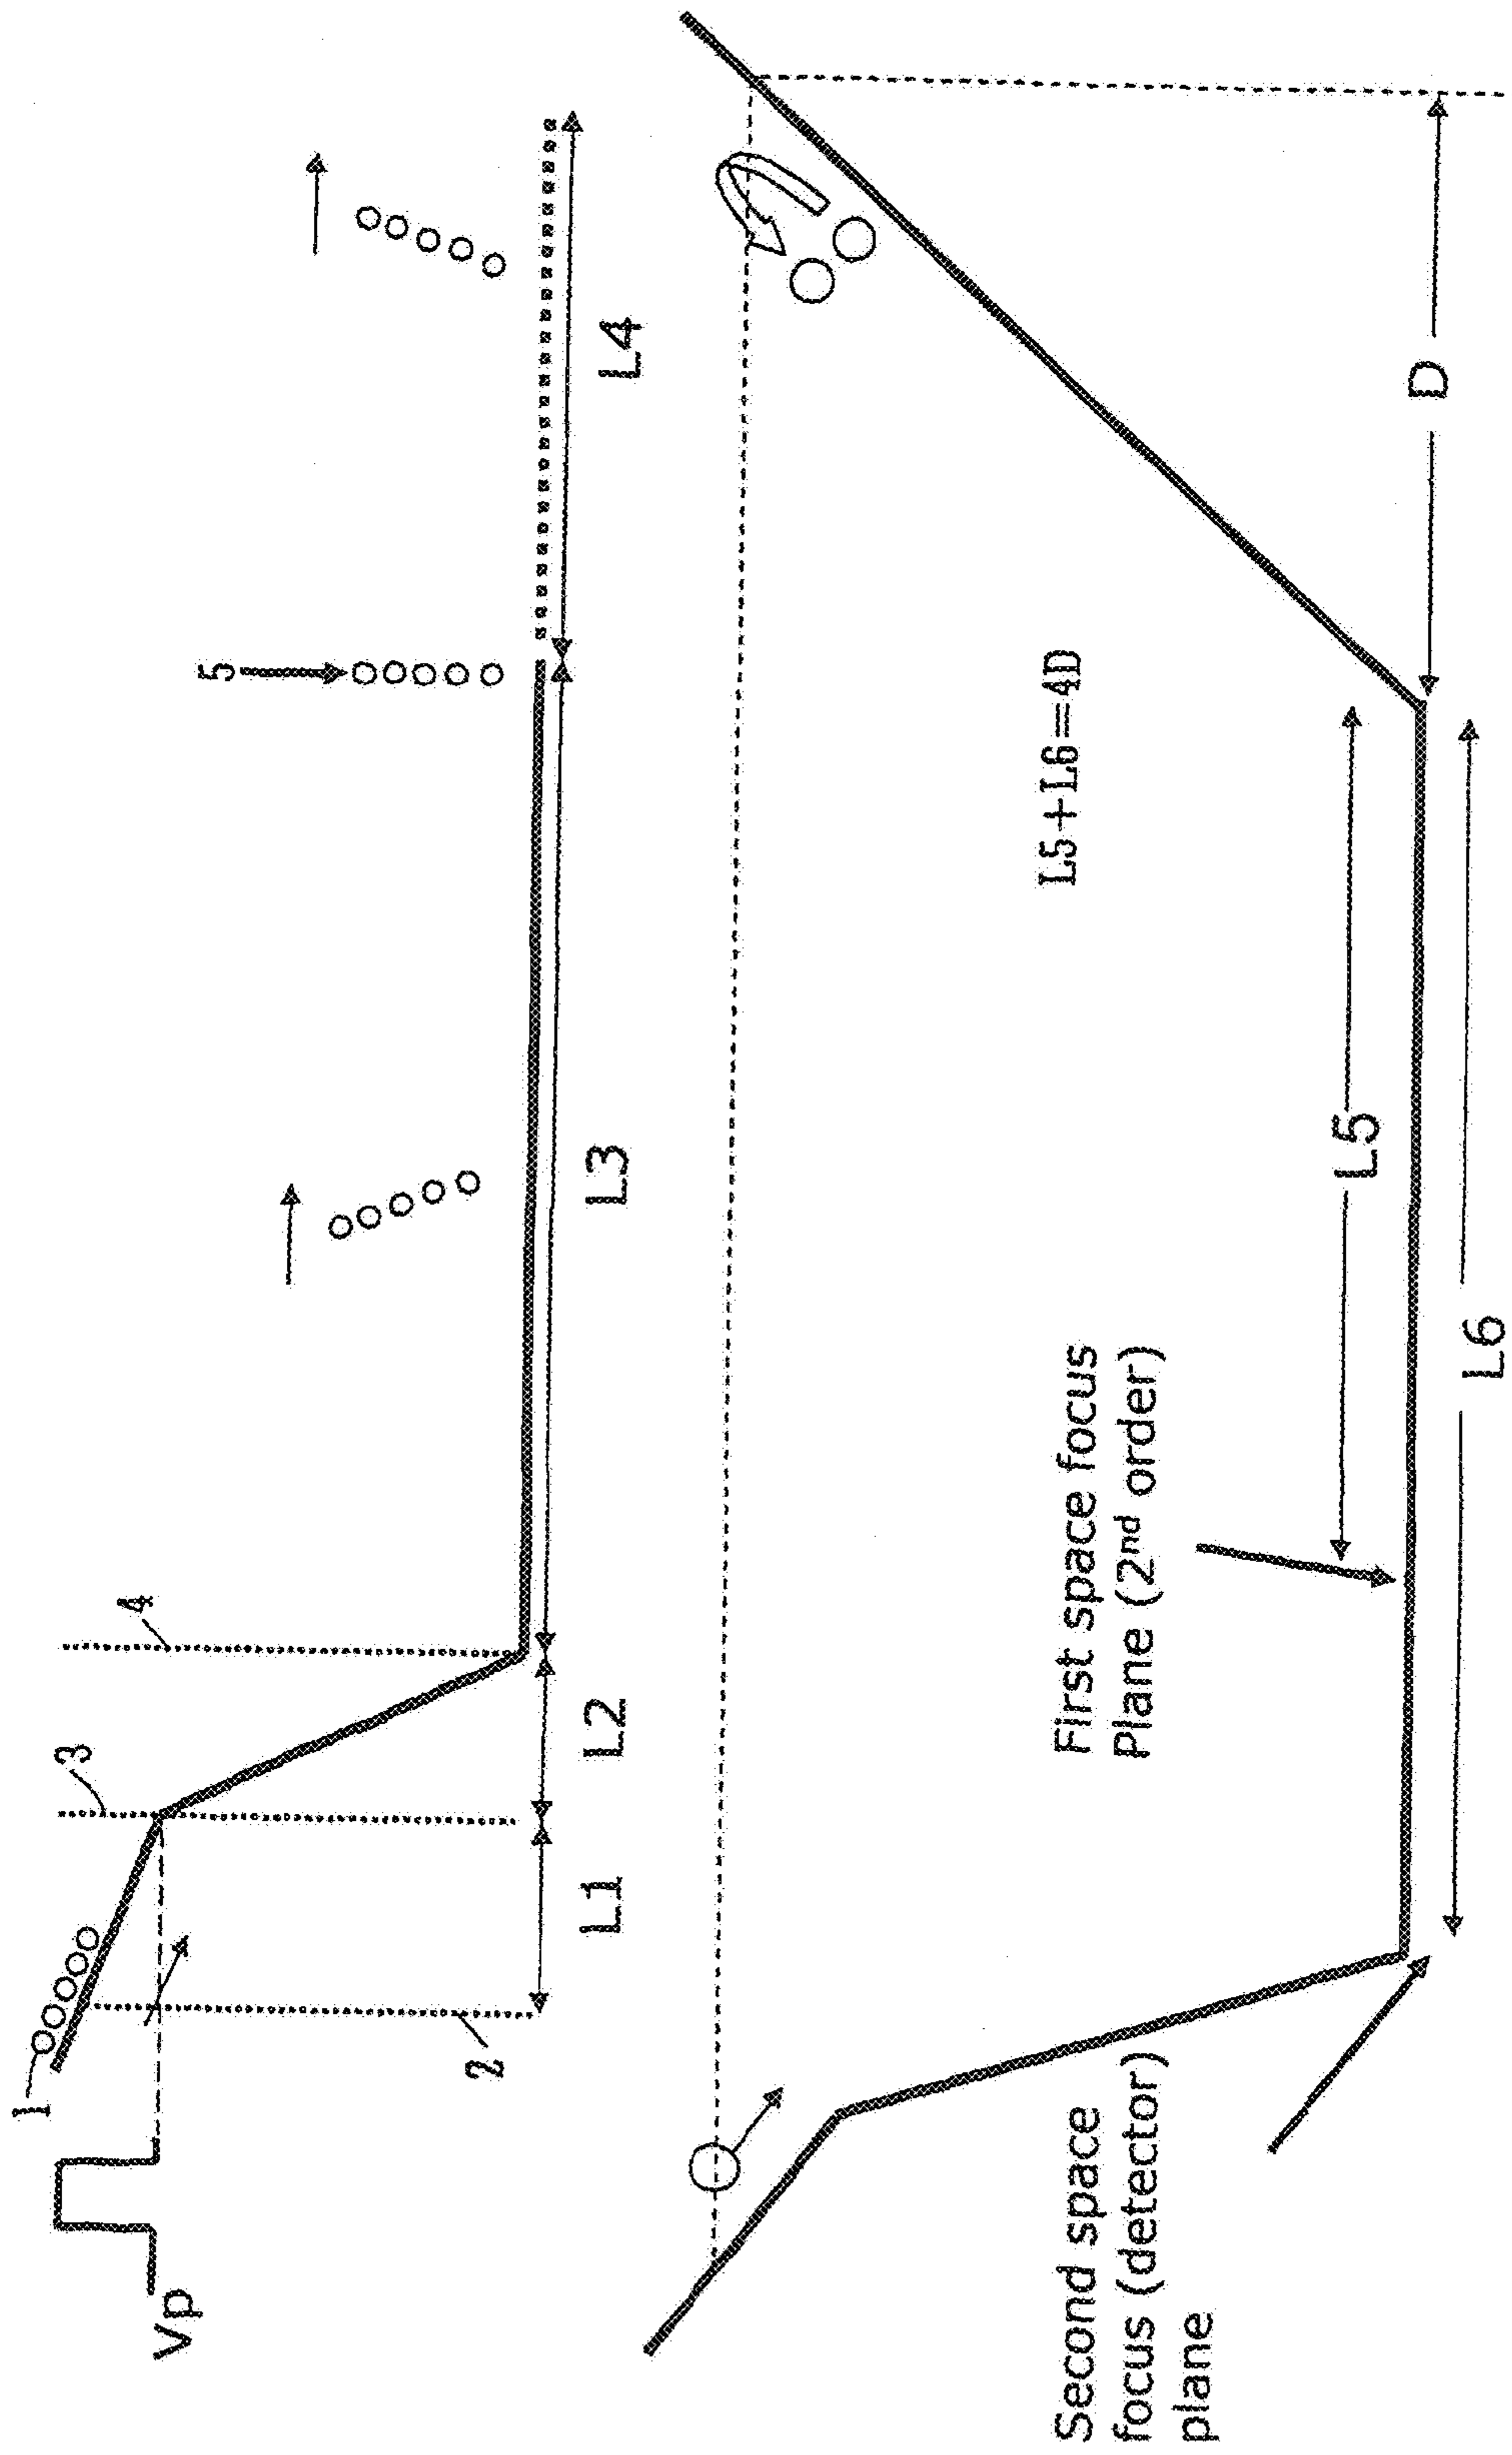 Vp
1
2
3
4
5
L1
L2
L3
L4
L5+L6=4D
First space focus
Plane (2nd order)
Second space
focus (detector)
plane
L5
L6
D